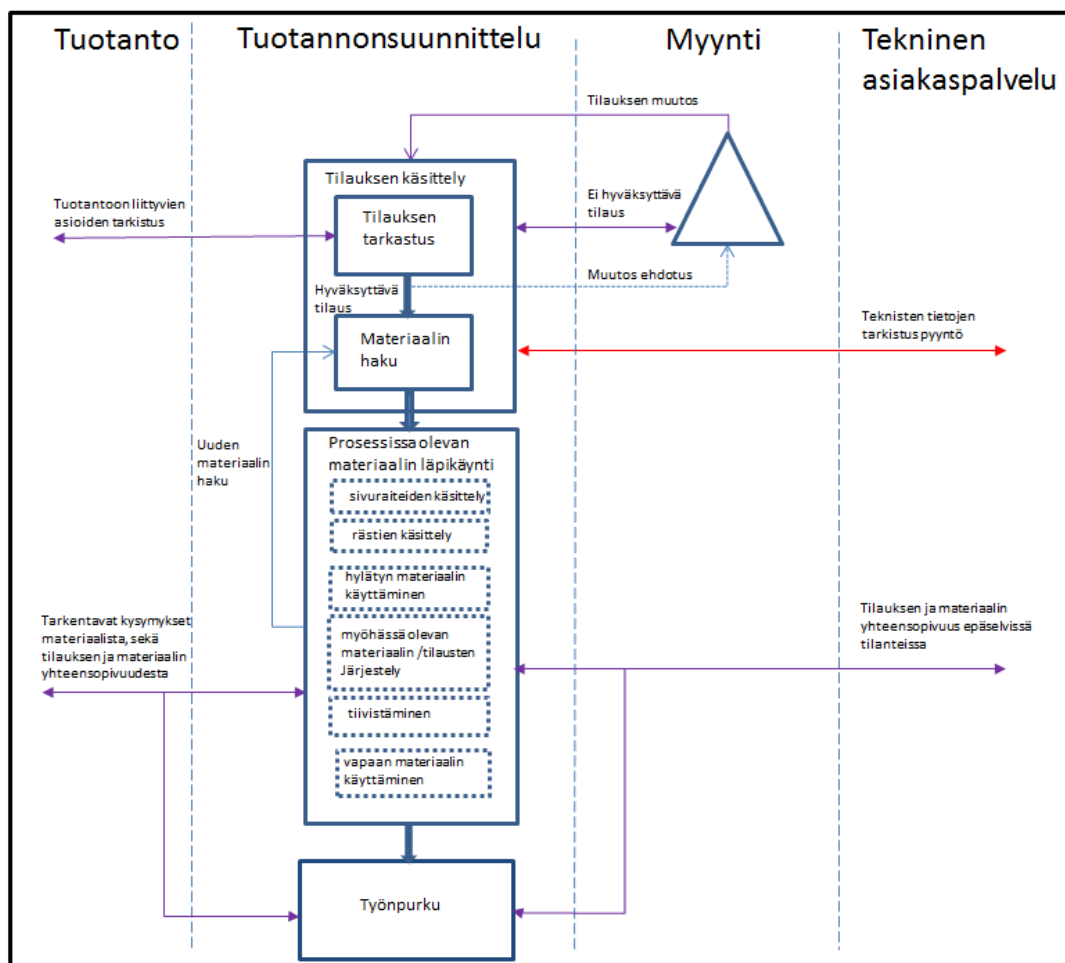 Tuotanto
Tuotannonsuunnittelu
Myynti
Tekninen
asiakaspalvelu
Tilauksen muutos
Tilauksen käsittely
Tuotantoon liittyvien
asioiden tarkistus
Tilauksen
tarkastus
Ei hyväksyttävä
tilaus
Muutos ehdotus
Hyväksyttävä
tilaus
Materiaalin
haku
Teknisten tietojen
tarkistus pyyntö
Uuden
materiaalin
haku
Prosessissa olevan
materiaalin läpikäynti
sivuraiteiden käsittely
rästien käsittely
hylätyn materiaalin
käyttäminen
Tarkentavat kysymykset
materiaalista, sekä
tilauksen ja materiaalin
yhteensopivuudesta
myöhässä olevan
materiaalin /tilausten
Järjestely
Tilauksen ja materiaalin
yhteensopivuus epäselvissä
tilanteissa
tiivistäminen
vapaan materiaalin
käyttäminen
Työnpurku